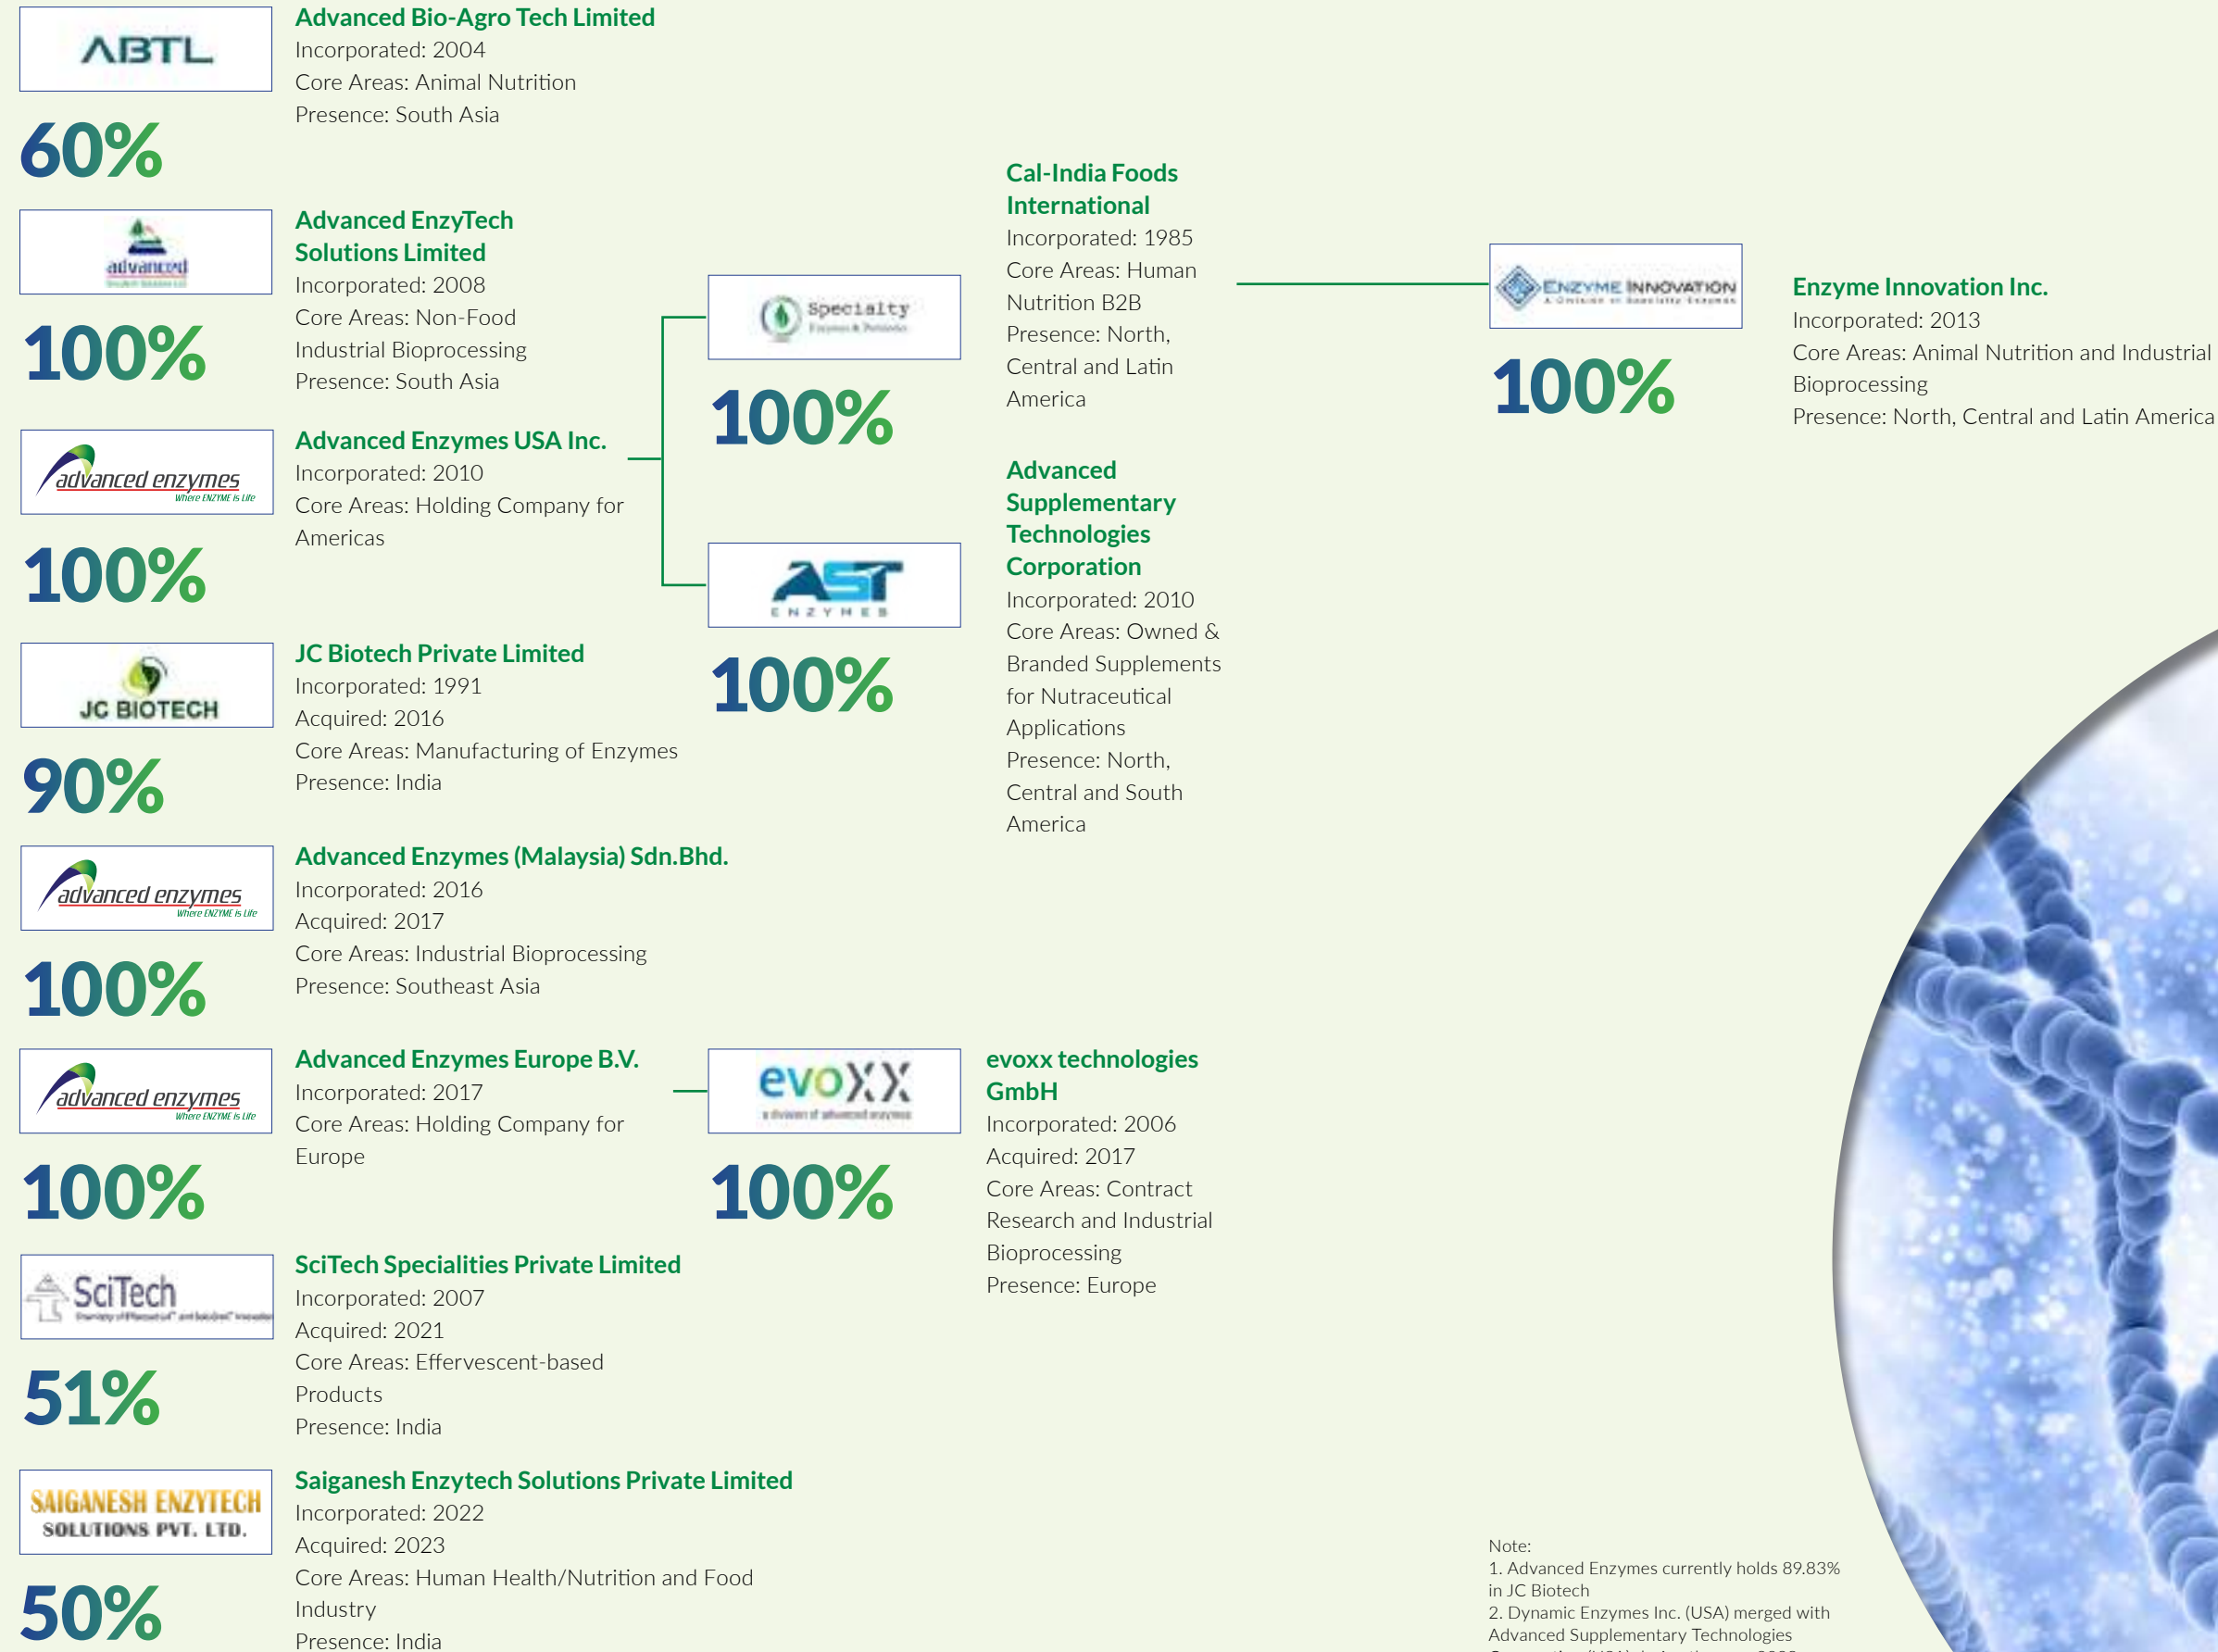 ABTL
Advanced Bio-Agro Tech Limited
Incorporated: 2004
Core Areas: Animal Nutrition
Presence: South Asia
60%
advanced
Advanced EnzyTech
Solutions Limited
Incorporated: 2008
Core Areas: Non-Food
Industrial Bioprocessing
Presence: South Asia
100%
advanced enzymes
Where ENZYME is Life
Advanced Enzymes USA Inc.
Incorporated: 2010
Core Areas: Holding Company for
Americas
100%
Specialty
Enzymes & Probiotics
100%
Cal-India Foods
International
Incorporated: 1985
Core Areas: Human
Nutrition B2B
Presence: North,
Central and Latin
America
ENZYME INNOVATION
A Division of Specialty Enzymes
100%
Enzyme Innovation Inc.
Incorporated: 2013
Core Areas: Animal Nutrition and Industrial
Bioprocessing
Presence: North, Central and Latin America
AST
ENZYMES
100%
Advanced
Supplementary
Technologies
Corporation
Incorporated: 2010
Core Areas: Owned &
Branded Supplements
for Nutraceutical
Applications
Presence: North,
Central and South
America
JC BIOTECH
JC Biotech Private Limited
Incorporated: 1991
Acquired: 2016
Core Areas: Manufacturing of Enzymes
Presence: India
90%
advanced enzymes
Where ENZYME is Life
Advanced Enzymes (Malaysia) Sdn.Bhd.
Incorporated: 2016
Acquired: 2017
Core Areas: Industrial Bioprocessing
Presence: Southeast Asia
100%
advanced enzymes
Where ENZYME is Life
Advanced Enzymes Europe B.V.
Incorporated: 2017
Core Areas: Holding Company for
Europe
100%
evoxx
a division of advanced enzymes
100%
evoxx technologies
GmbH
Incorporated: 2006
Acquired: 2017
Core Areas: Contract
Research and Industrial
Bioprocessing
Presence: Europe
SciTech
SciTech Specialities Private Limited
Incorporated: 2007
Acquired: 2021
Core Areas: Effervescent-based
Products
Presence: India
51%
SAIGANESH ENZYTECH
SOLUTIONS PVT. LTD.
Saiganesh Enzytech Solutions Private Limited
Incorporated: 2022
Acquired: 2023
Core Areas: Human Health/Nutrition and Food
Industry
Presence: India
50%
Note:
1. Advanced Enzymes currently holds 89.83%
in JC Biotech
2. Dynamic Enzymes Inc. (USA) merged with
Advanced Supplementary Technologies